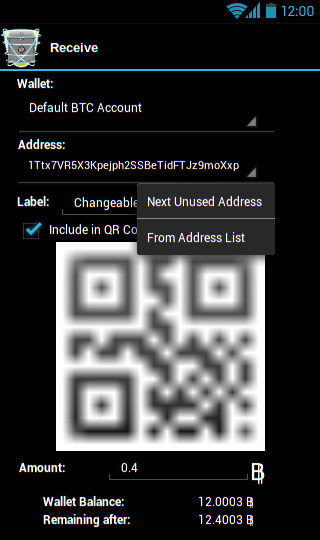 12:00
Receive
Wallet:
Default BTC Account
Address:
1Ttx7VR5X3Kpejph2SSBeTidFTJz9moXxp
Label: Changeable
Next Unused Address
Include in QR Co
From Address List
Amount: 0.4 B
Wallet Balance: 12.0003 B
Remaining after: 12.4003 B